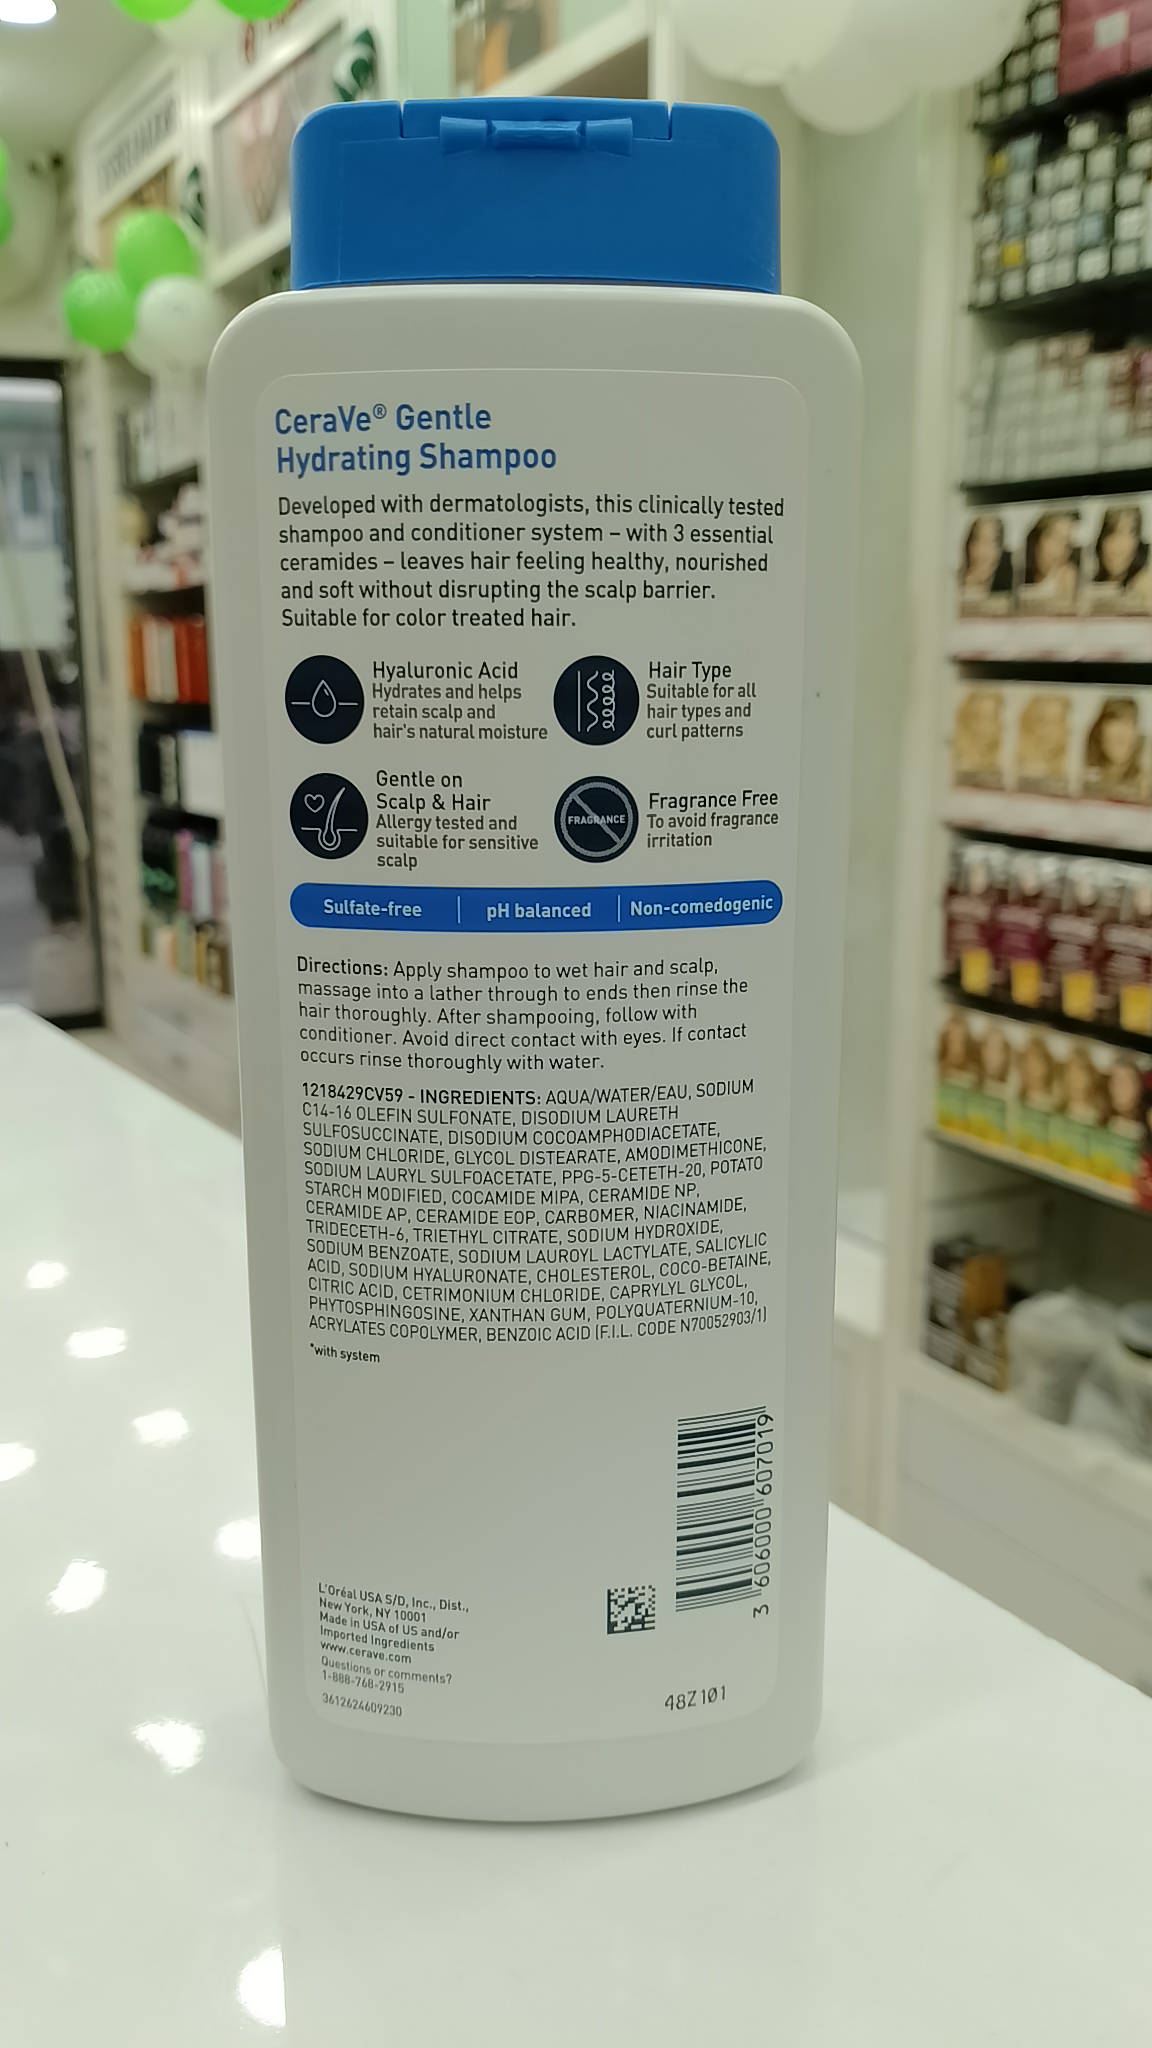 CeraVe® Gentle
Hydrating Shampoo
Developed with dermatologists, this clinically tested
shampoo and conditioner system – with 3 essential
ceramides – leaves hair feeling healthy, nourished
and soft without disrupting the scalp barrier.
Suitable for color treated hair.
Hyaluronic Acid
Hydrates and helps
retain scalp and
hair's natural moisture
Hair Type
Suitable for all
hair types and
curl patterns
Gentle on
Scalp & Hair
Allergy tested and
suitable for sensitive
scalp
FRAGRANCE
Fragrance Free
To avoid fragrance
irritation
Sulfate-free | pH balanced | Non-comedogenic
Directions: Apply shampoo to wet hair and scalp,
massage into a lather through to ends then rinse the
hair thoroughly. After shampooing, follow with
conditioner. Avoid direct contact with eyes. If contact
occurs rinse thoroughly with water.
1218429CV59 - INGREDIENTS: AQUA/WATER/EAU, SODIUM
C14-16 OLEFIN SULFONATE, DISODIUM LAURETH
SULFOSUCCINATE, DISODIUM COCOAMPHODIACETATE,
SODIUM CHLORIDE, GLYCOL DISTEARATE, AMODIMETHICONE,
SODIUM LAURYL SULFOACETATE, PPG-5-CETETH-20, POTATO
STARCH MODIFIED, COCAMIDE MIPA, CERAMIDE NP,
CERAMIDE AP, CERAMIDE EOP, CARBOMER, NIACINAMIDE,
TRIDECETH-6, TRIETHYL CITRATE, SODIUM HYDROXIDE,
SODIUM BENZOATE, SODIUM LAUROYL LACTYLATE, SALICYLIC
ACID, SODIUM HYALURONATE, CHOLESTEROL, COCO-BETAINE,
CITRIC ACID, CETRIMONIUM CHLORIDE, CAPRYLYL GLYCOL,
PHYTOSPHINGOSINE, XANTHAN GUM, POLYQUATERNIUM-10,
ACRYLATES COPOLYMER, BENZOIC ACID (F.I.L. CODE N70052903/1)
*with system
3 606000 607019
L'Oréal USA S/D, Inc., Dist.,
New York, NY 10001
Made in USA of US and/or
Imported Ingredients
www.cerave.com
Questions or comments?
1-888-768-2915
3612624609230
48Z101